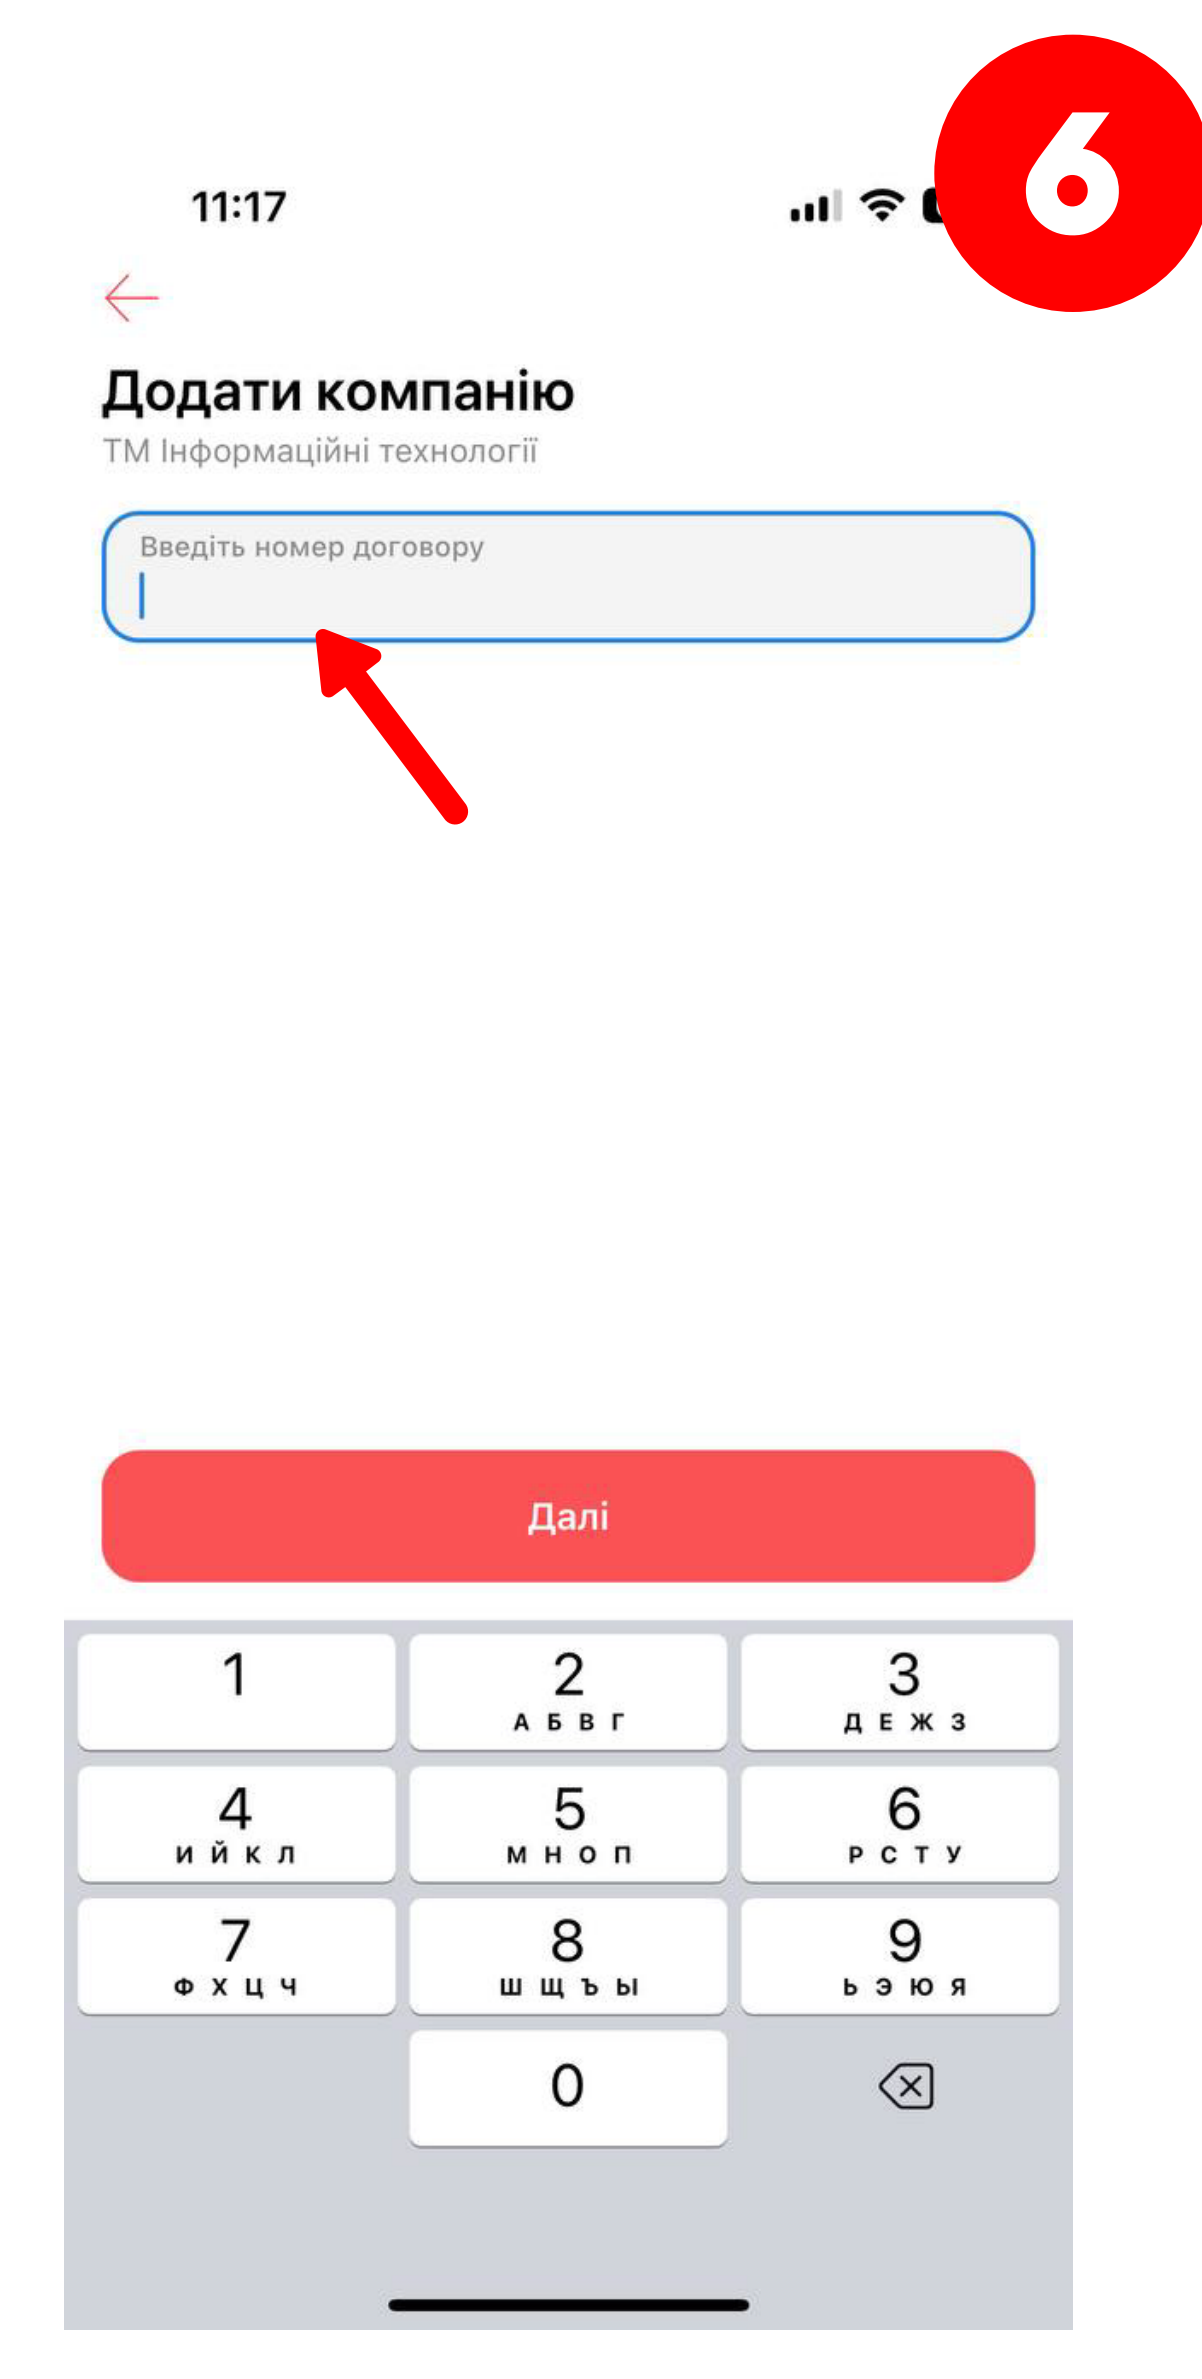 6
11:17
Додати компанію
ТМ Інформаційні технології
Введіть номер договору
Далі
1
2
А Б В Г
3
Д Е Ж З
4
И Й К Л
5
М Н О П
6
Р С Т У
7
Ф Х Ц Ч
8
Ш Щ Ъ Ы
9
Ь Э Ю Я
0